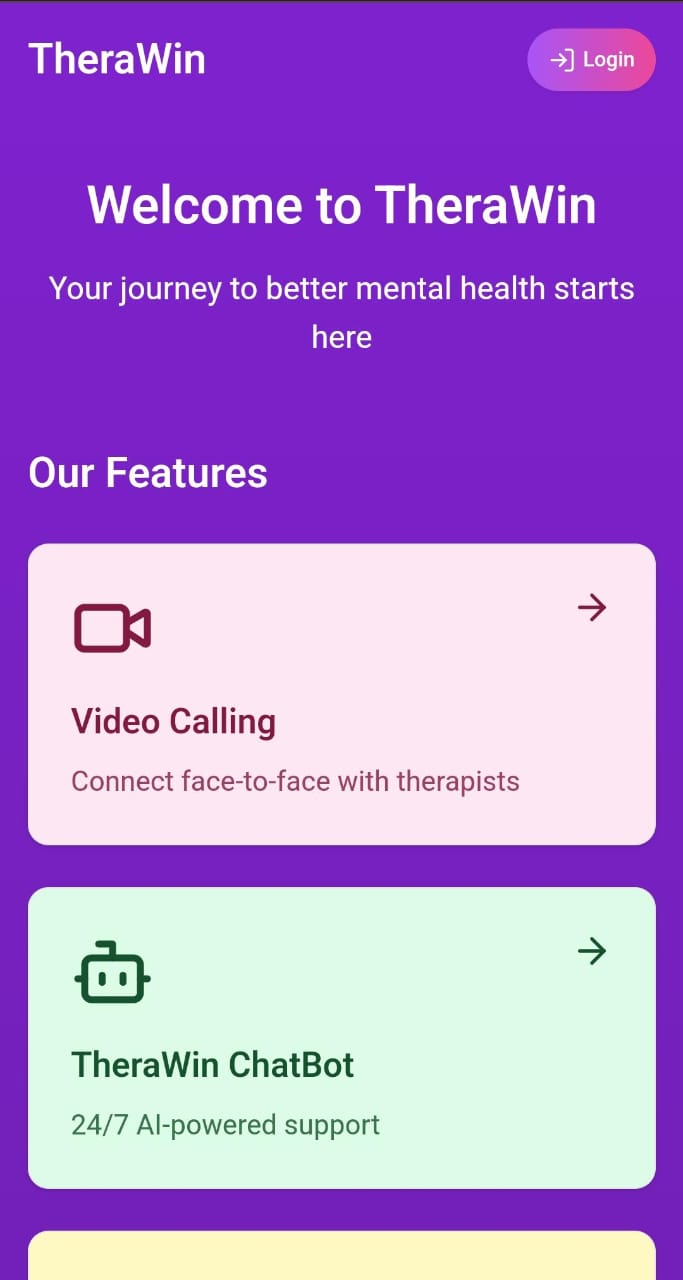 TheraWin
Login
Welcome to TheraWin
Your journey to better mental health starts
here
Our Features
Video Calling
Connect face-to-face with therapists
TheraWin ChatBot
24/7 AI-powered support